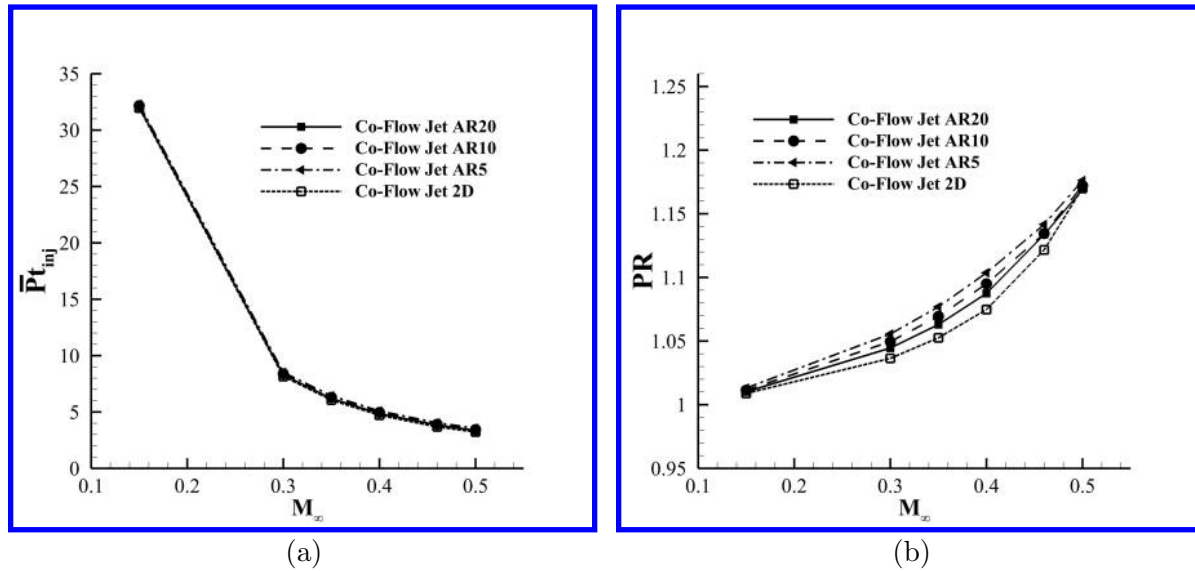 35
30
25
20
15
10
5
0
P̅t_inj
Co-Flow Jet AR20
Co-Flow Jet AR10
Co-Flow Jet AR5
Co-Flow Jet 2D
0.1 0.2 0.3 0.4 0.5
M∞
(a)
1.25
1.2
1.15
1.1
1.05
1
0.95
PR
Co-Flow Jet AR20
Co-Flow Jet AR10
Co-Flow Jet AR5
Co-Flow Jet 2D
0.1 0.2 0.3 0.4 0.5
M∞
(b)